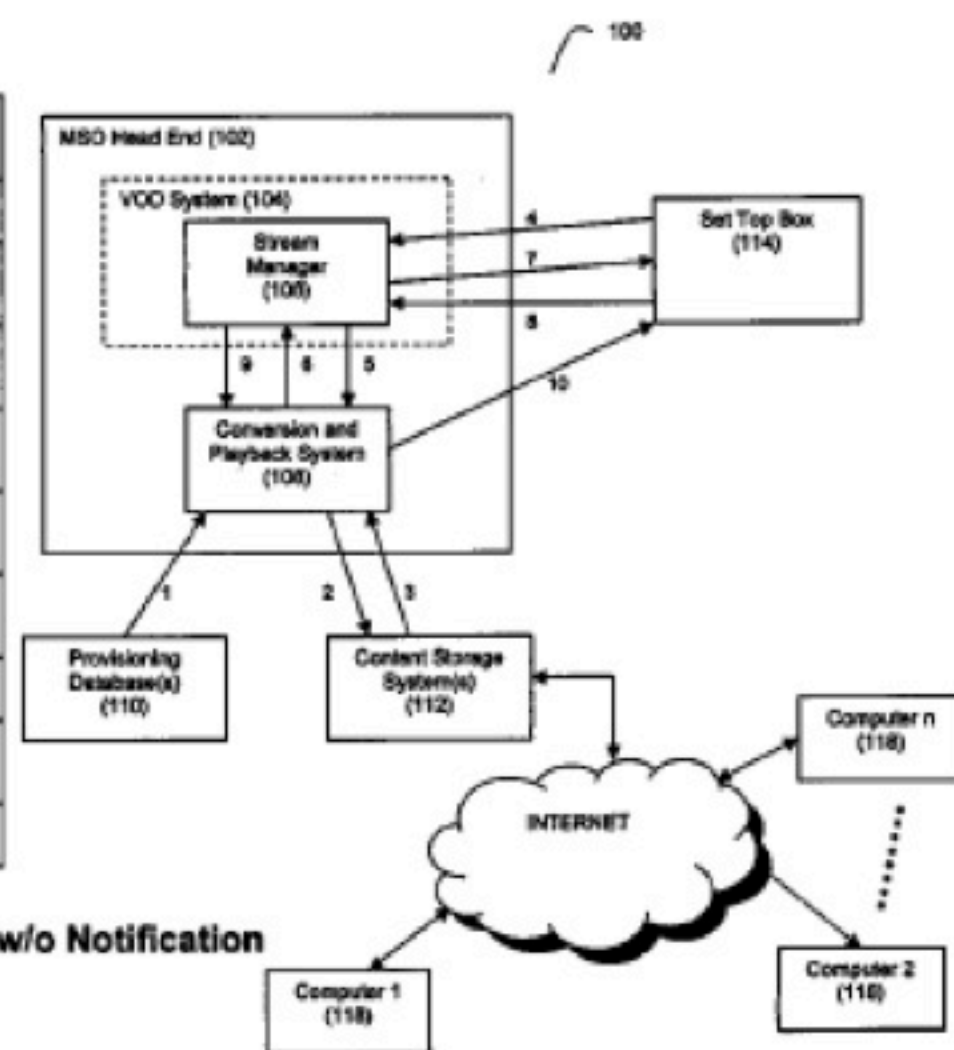 100
MSO Head End (102)
VOD System (104)
Stream
Manager
(106)
Set Top Box
(114)
4
7
8
9
6
5
10
Conversion and
Playback System
(108)
1
2
3
Provisioning
Database(s)
(110)
Content Storage
System(s)
(112)
Computer n
(118)
INTERNET
w/o Notification
Computer 1
(118)
Computer 2
(118)